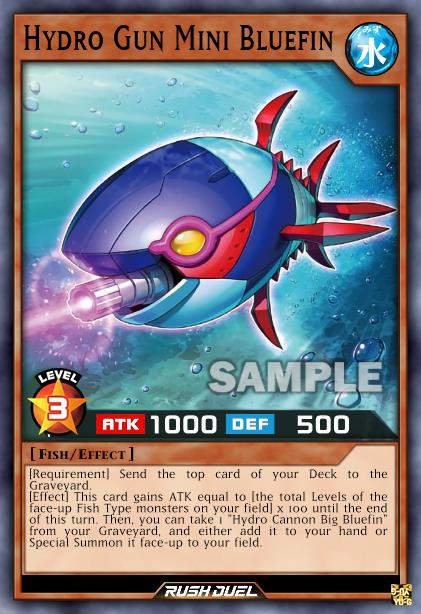 Hydro Gun Mini Bluefin
みず
水
SAMPLE
LEVEL
3
ATK 1000 DEF 500
[ Fish/Effect ]
[Requirement] Send the top card of your Deck to the
Graveyard.
[Effect] This card gains ATK equal to [the total Levels of the
face-up Fish Type monsters on your field] x 100 until the end
of this turn. Then, you can take 1 "Hydro Cannon Big Bluefin"
from your Graveyard, and either add it to your hand or
Special Summon it face-up to your field.
RUSH DUEL